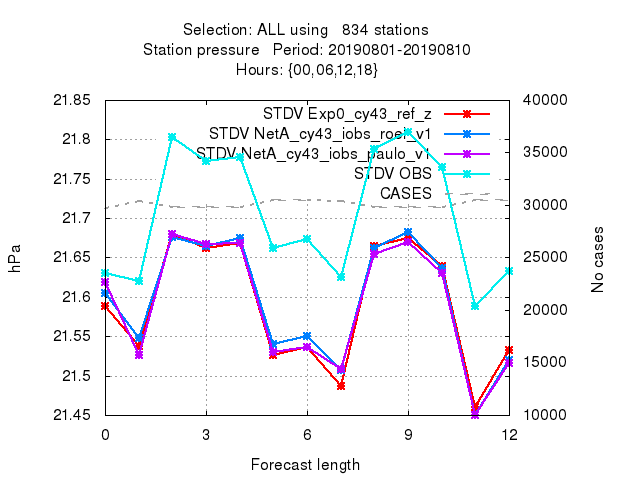 Selection: ALL using   834 stations
Station pressure   Period: 20190801-20190810
Hours: {00,06,12,18}
21.85
21.8
21.75
21.7
21.65
21.6
21.55
21.5
21.45
40000
35000
30000
25000
20000
15000
10000
STDV Exp0_cy43_ref_z
STDV NetA_cy43_iobs_roel_v1
STDV NetA_cy43_iobs_paulo_v1
STDV OBS
CASES
hPa
No cases
0
3
6
9
12
Forecast length